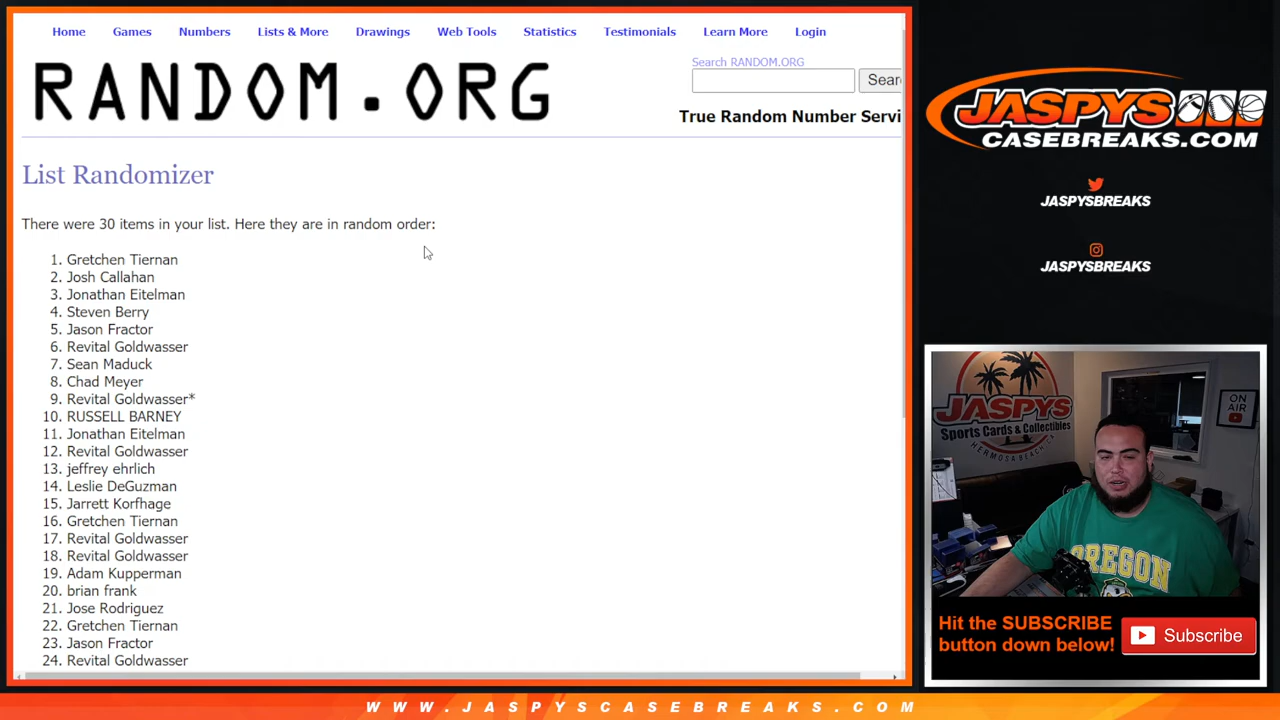 Home Games Numbers Lists & More Drawings Web Tools Statistics Testimonials Learn More Login
RANDOM.ORG
Search RANDOM.ORG
Sear
True Random Number Servi
List Randomizer
There were 30 items in your list. Here they are in random order:
1. Gretchen Tiernan
2. Josh Callahan
3. Jonathan Eitelman
4. Steven Berry
5. Jason Fractor
6. Revital Goldwasser
7. Sean Maduck
8. Chad Meyer
9. Revital Goldwasser*
10. RUSSELL BARNEY
11. Jonathan Eitelman
12. Revital Goldwasser
13. jeffrey ehrlich
14. Leslie DeGuzman
15. Jarrett Korfhage
16. Gretchen Tiernan
17. Revital Goldwasser
18. Revital Goldwasser
19. Adam Kupperman
20. brian frank
21. Jose Rodriguez
22. Gretchen Tiernan
23. Jason Fractor
24. Revital Goldwasser
JASPYS
CASEBREAKS.COM
JASPYSBREAKS
JASPYSBREAKS
JASPYS
Sports Cards & Collectibles
HERMOSA BEACH
ON
AIR
OREGON
Hit the SUBSCRIBE
button down below!
Subscribe
WWW.JASPYSCASEBREAKS.COM